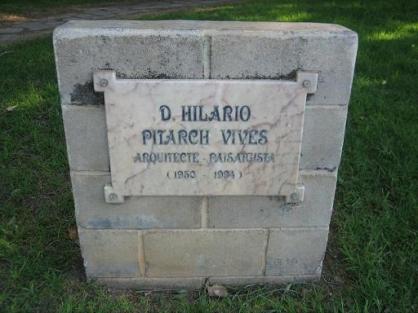 D. HILARIO
PITARCH VIVES
ARQUITECTE - PAISATGISTA
( 1950 - 1994 )